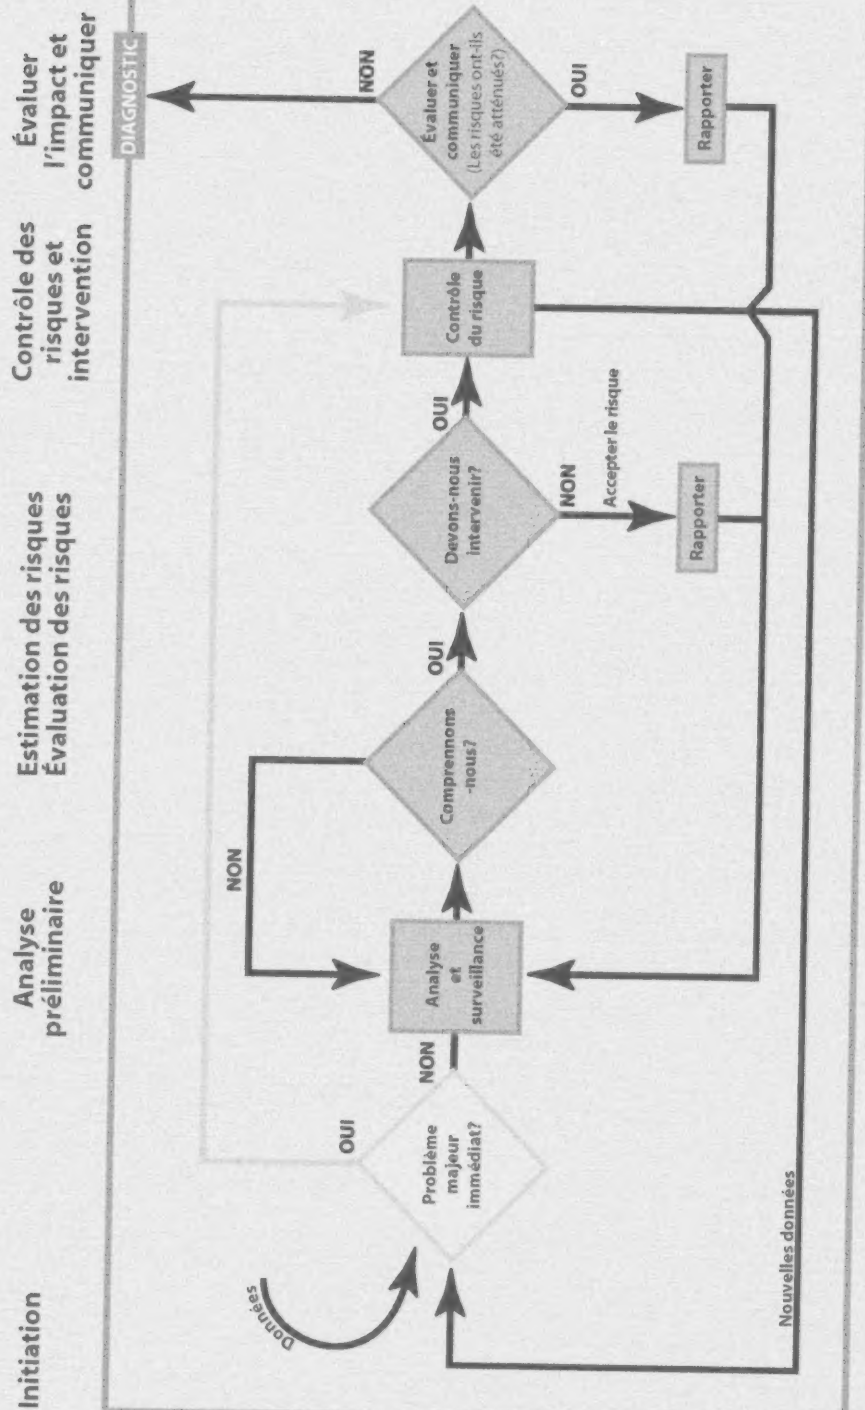 Initiation
Analyse
préliminaire
Estimation des risques
Évaluation des risques
Contrôle des
risques et
intervention
Évaluer
l'impact et
communiquer
DIAGNOSTIC
Données
Problème
majeur
immédiat?
OUI
NON
Analyse
et
surveillance
NON
Comprennons
-nous?
OUI
Devons-nous
intervenir?
OUI
NON
Accepter le risque
Rapporter
Contrôle
du risque
Évaluer et
communiquer
(Les risques ont-ils
été atténués?)
NON
OUI
Rapporter
Nouvelles données